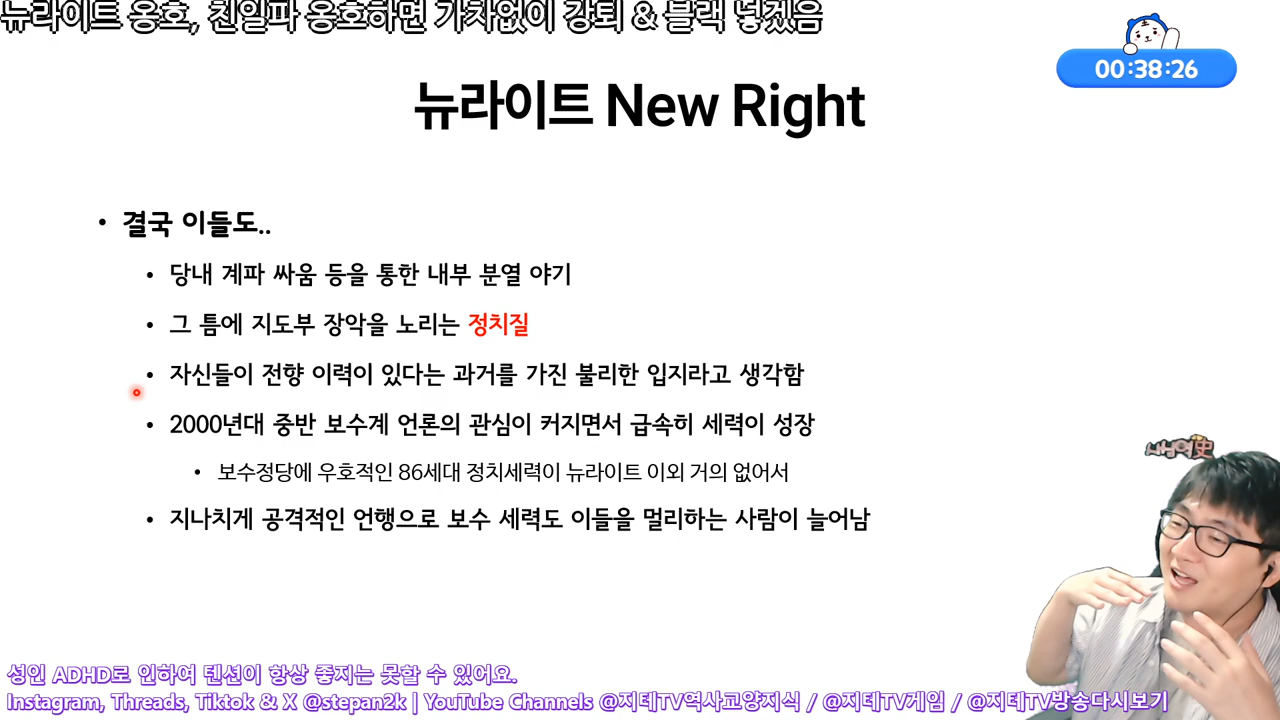 뉴라이트 옹호, 친일파 옹호하면 가차없이 강퇴 & 블랙 넣겠음
00:38:26
뉴라이트 New Right
• 결국 이들도..
• 당내 계파 싸움 등을 통한 내부 분열 야기
• 그 틈에 지도부 장악을 노리는 정치질
• 자신들이 전향 이력이 있다는 과거를 가진 불리한 입지라고 생각함
• 2000년대 중반 보수계 언론의 관심이 커지면서 급속히 세력이 성장
• 보수정당에 우호적인 86세대 정치세력이 뉴라이트 이외 거의 없어서
• 지나치게 공격적인 언행으로 보수 세력도 이들을 멀리하는 사람이 늘어남
성인 ADHD로 인하여 텐션이 항상 좋지는 못할 수 있어요.
Instagram, Threads, Tiktok & X @stepan2k | YouTube Channels @지테TV역사교양지식 / @지테TV게임 / @지테TV방송다시보기